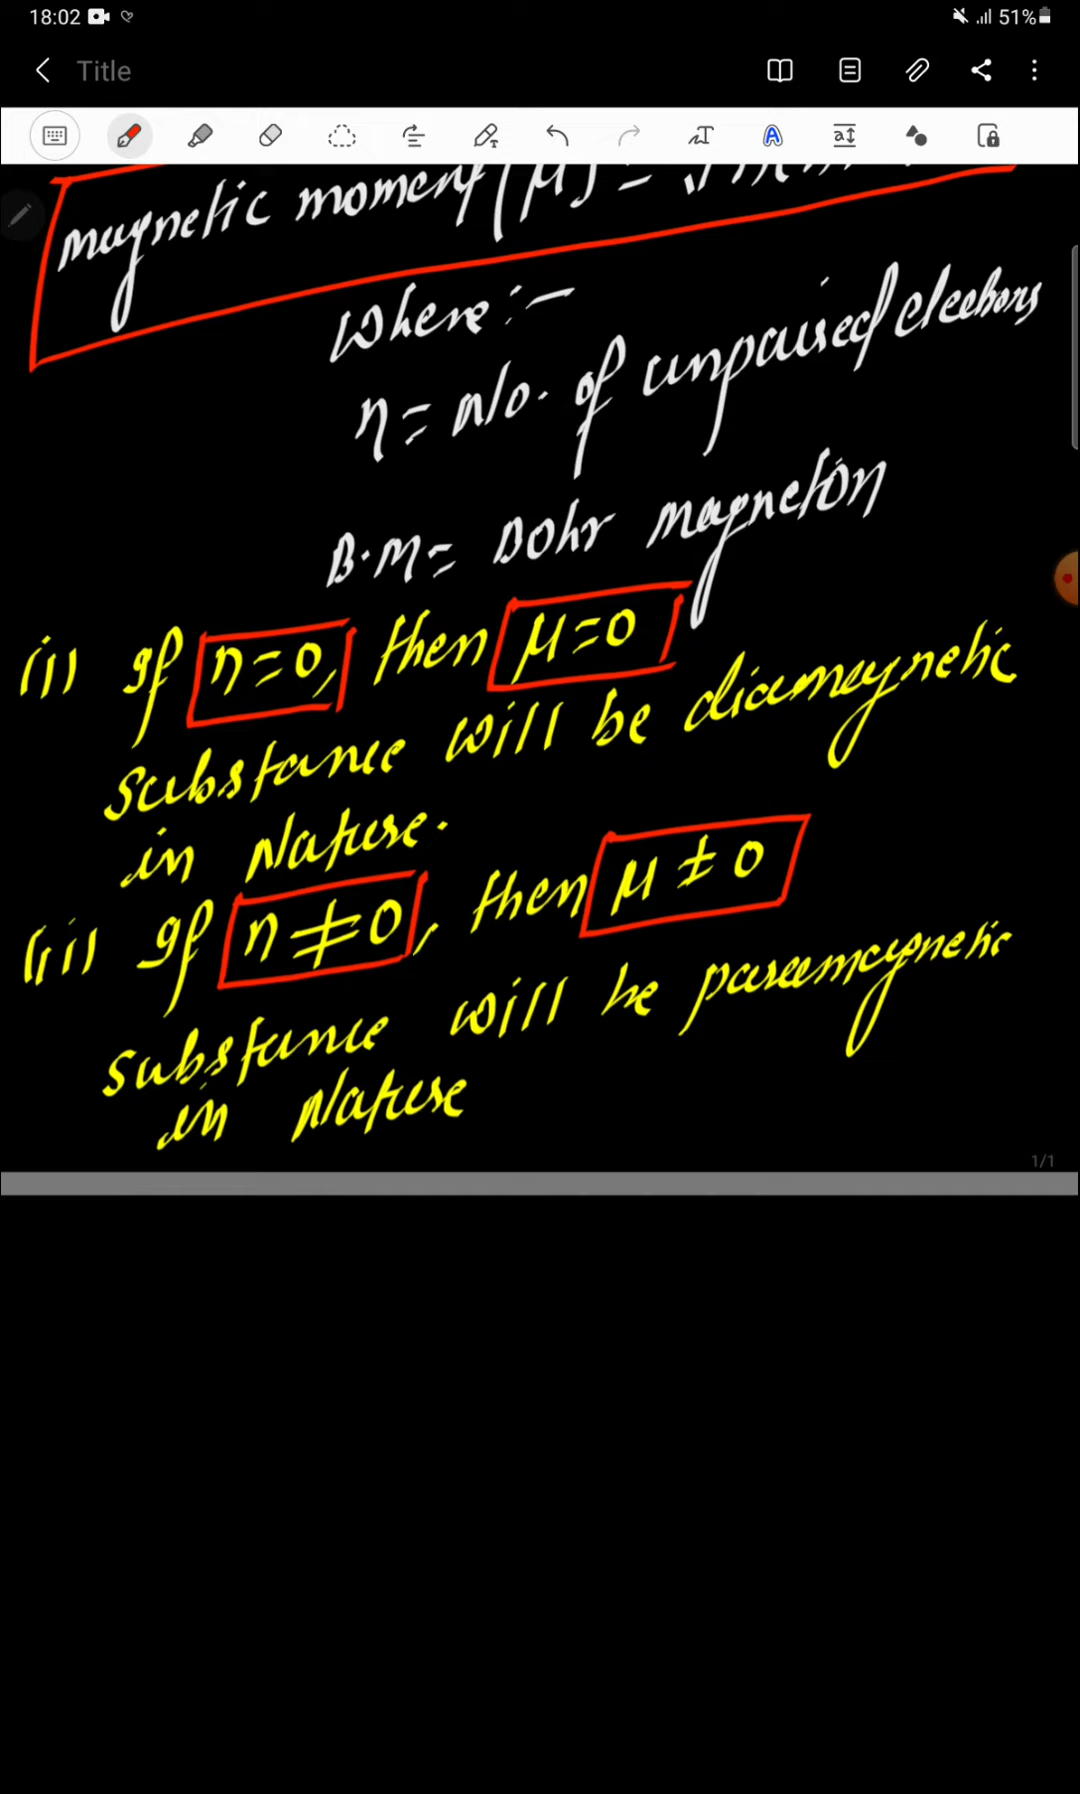 18:02
51%
Title
magnetic moment (μ) =
where:-
n = No. of unpaired electrons
B.M = Bohr magneton
(i) If n=0, then μ=0
substance will be diamagnetic
in Nature.
(ii) If n≠0, then μ≠0
substance will be paramagnetic
in Nature
1/1